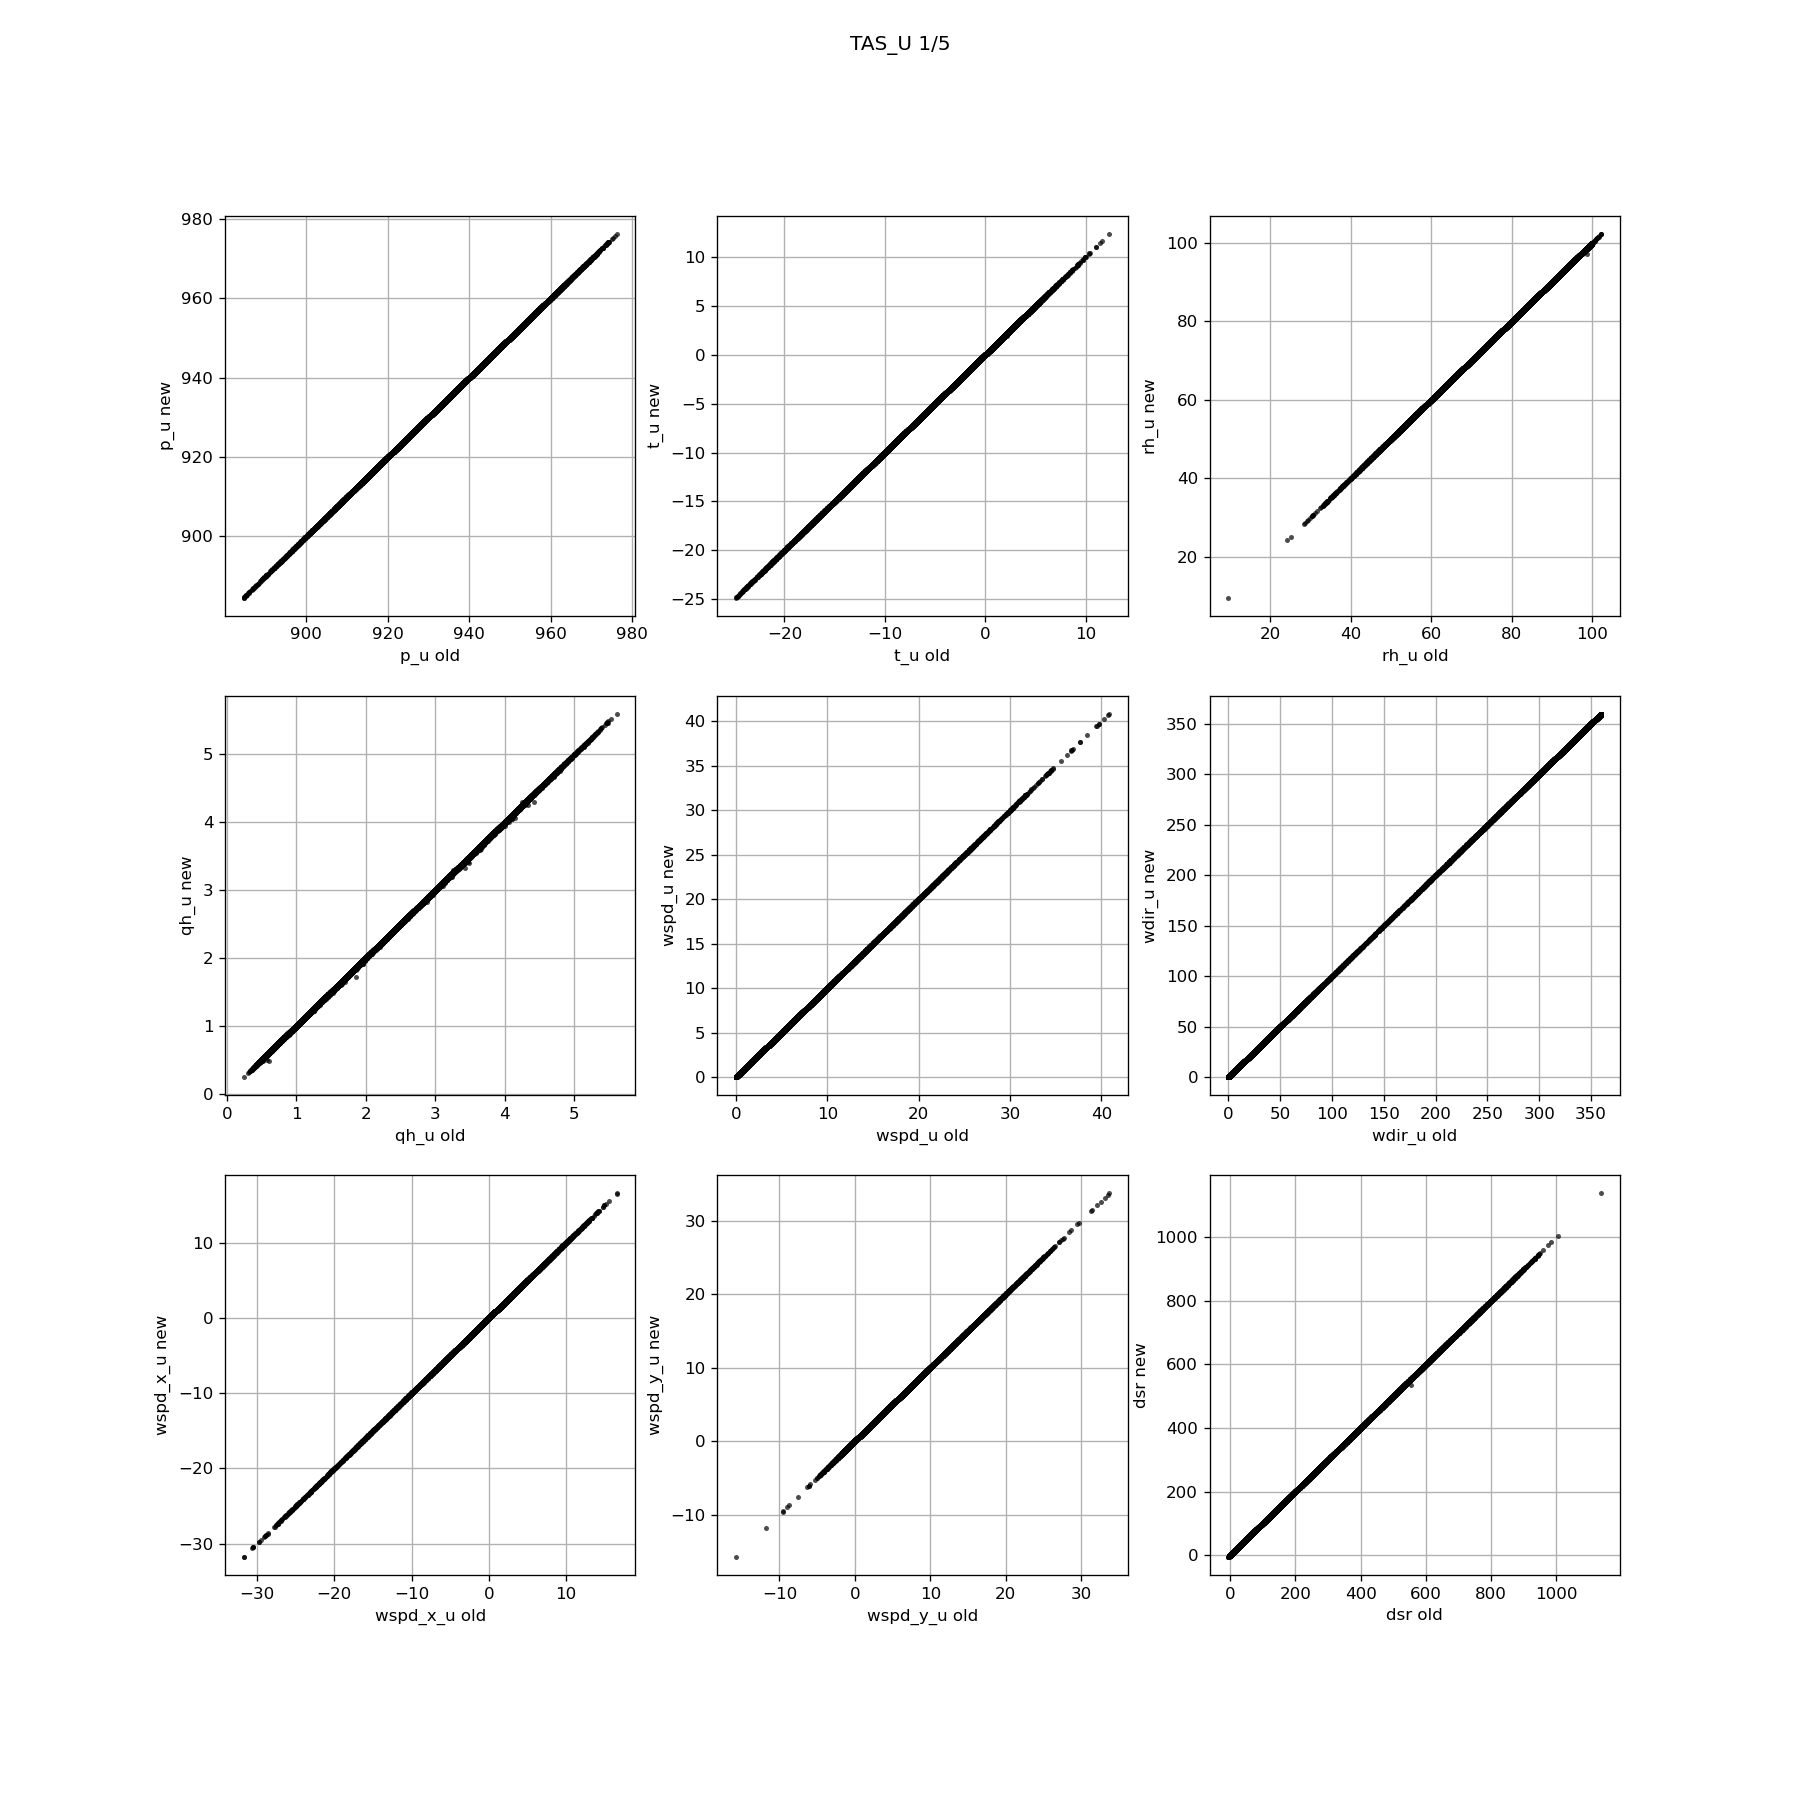 TAS_U 1/5
980
960
940
920
900
p_u new
900 920 940 960 980
p_u old
10
5
0
−5
−10
−15
−20
−25
t_u new
−20 −10 0 10
t_u old
100
80
60
40
20
rh_u new
20 40 60 80 100
rh_u old
5
4
3
2
1
0
qh_u new
0 1 2 3 4 5
qh_u old
40
35
30
25
20
15
10
5
0
wspd_u new
0 10 20 30 40
wspd_u old
350
300
250
200
150
100
50
0
wdir_u new
0 50 100 150 200 250 300 350
wdir_u old
10
0
−10
−20
−30
wspd_x_u new
−30 −20 −10 0 10
wspd_x_u old
30
20
10
0
−10
wspd_y_u new
−10 0 10 20 30
wspd_y_u old
1000
800
600
400
200
0
dsr new
0 200 400 600 800 1000
dsr old